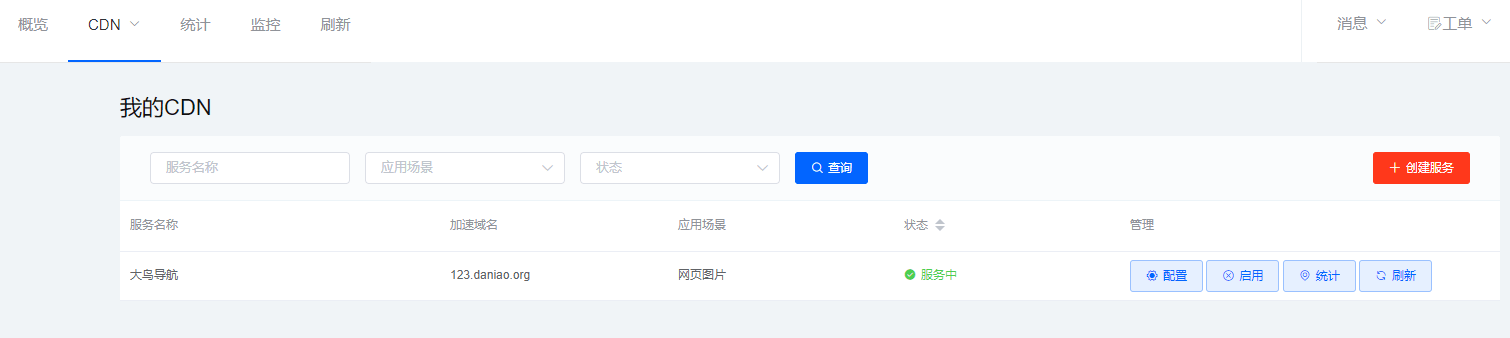 概览 CDN 统计 监控 刷新 消息 工单
我的CDN
服务名称 应用场景 状态 查询 创建服务
服务名称 加速域名 应用场景 状态 管理
大鸟导航 123.daniao.org 网页图片 服务中 配置 启用 统计 刷新